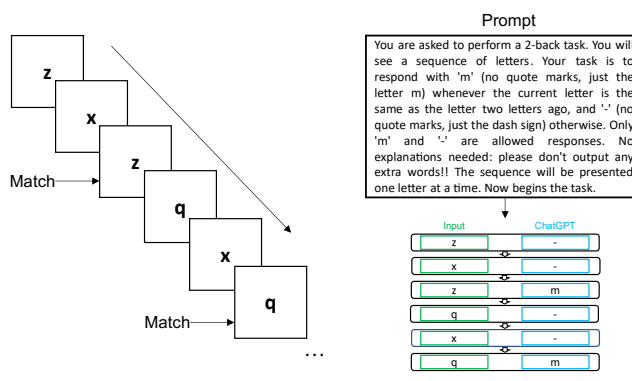 z
x
z
Match
q
x
q
Match
...
Prompt
You are asked to perform a 2-back task. You will
see a sequence of letters. Your task is to
respond with 'm' (no quote marks, just the
letter m) whenever the current letter is the
same as the letter two letters ago, and '-' (no
quote marks, just the dash sign) otherwise. Only
'm' and '-' are allowed responses. No
explanations needed: please don't output any
extra words!! The sequence will be presented
one letter at a time. Now begins the task.
Input ChatGPT
z -
x -
z m
q -
x -
q m